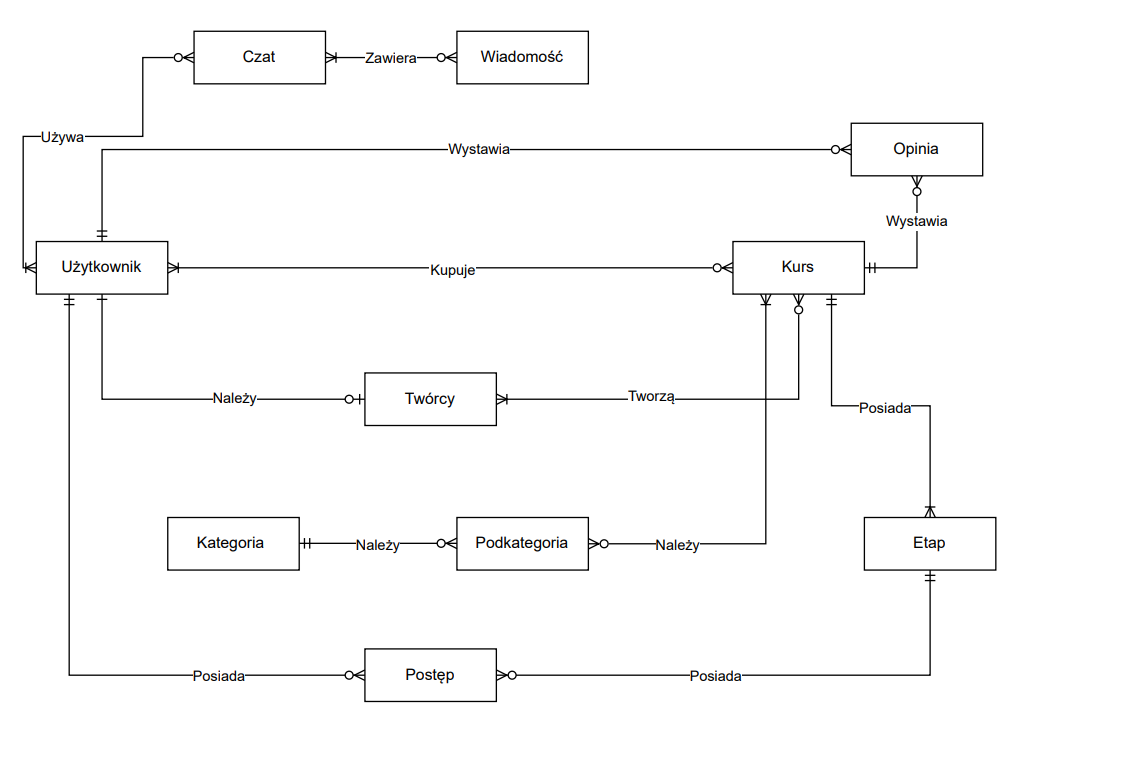 Czat
Zawiera
Wiadomość
Używa
Wystawia
Opinia
Wystawia
Użytkownik
Kupuje
Kurs
Należy
Twórcy
Tworzą
Posiada
Kategoria
Należy
Podkategoria
Należy
Etap
Posiada
Postęp
Posiada